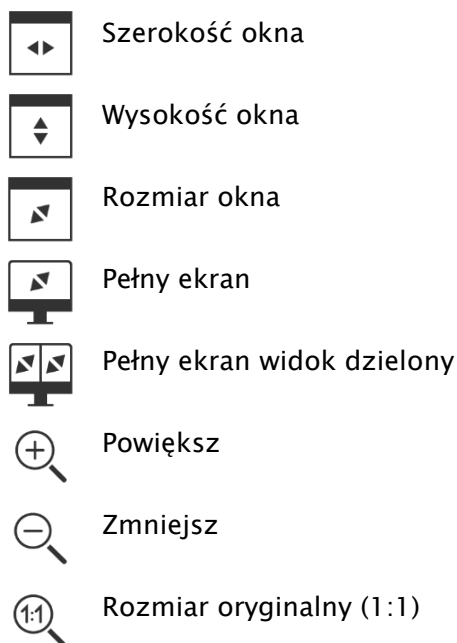 Szerokość okna
Wysokość okna
Rozmiar okna
Pełny ekran
Pełny ekran widok dzielony
Powiększ
Zmniejsz
1:1 Rozmiar oryginalny (1:1)